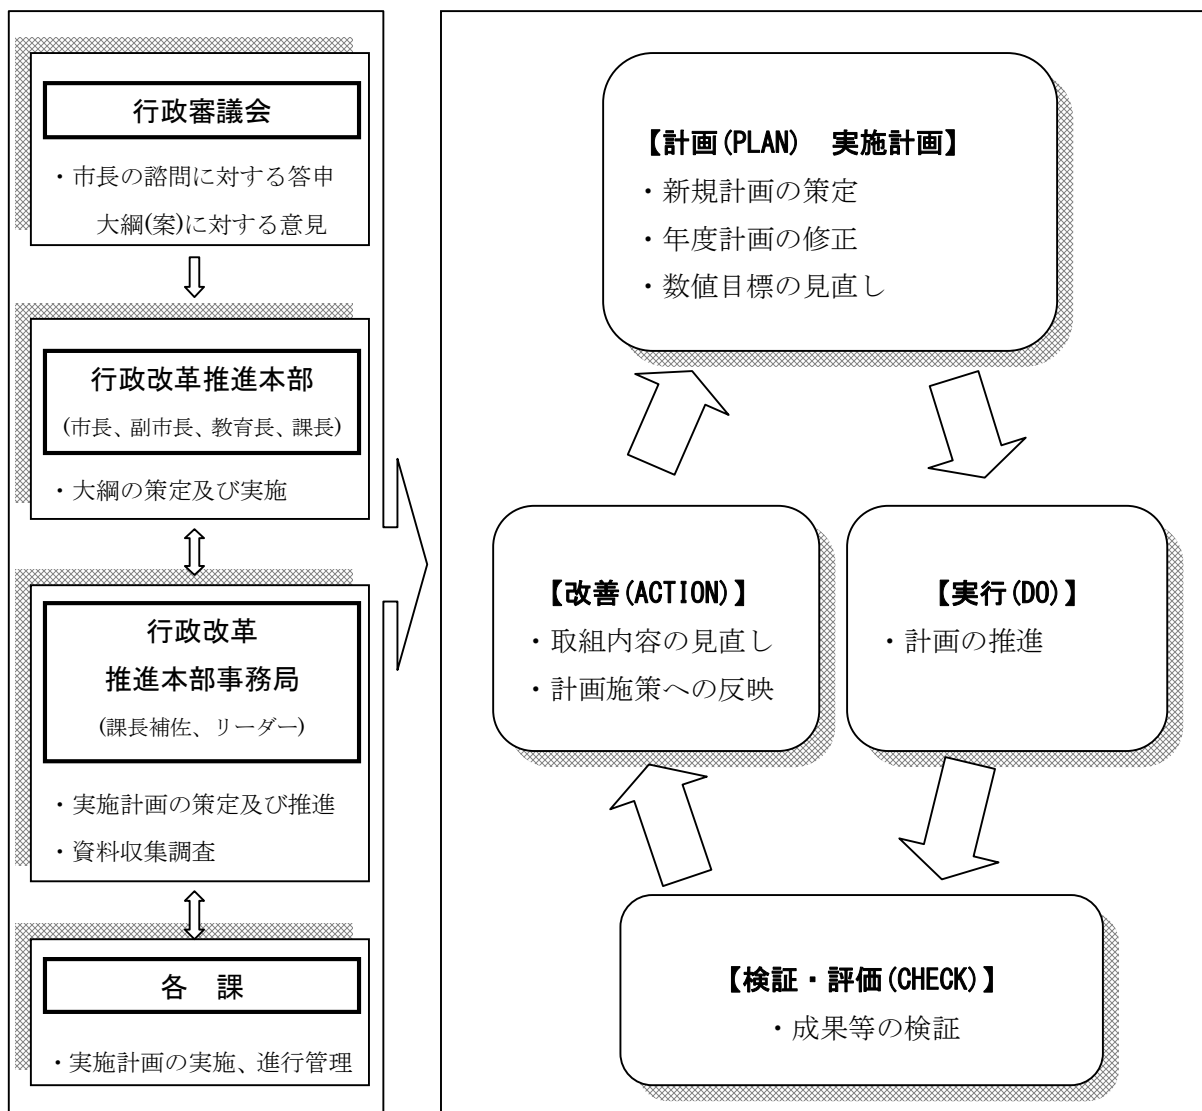 行政審議会
・市長の諮問に対する答申
大綱(案)に対する意見
行政改革推進本部
(市長、副市長、教育長、課長)
・大綱の策定及び実施
行政改革
推進本部事務局
(課長補佐、リーダー)
・実施計画の策定及び推進
・資料収集調査
各　課
・実施計画の実施、進行管理
【計画(PLAN)　実施計画】
・新規計画の策定
・年度計画の修正
・数値目標の見直し
【改善(ACTION)】
・取組内容の見直し
・計画施策への反映
【実行(DO)】
・計画の推進
【検証・評価(CHECK)】
・成果等の検証